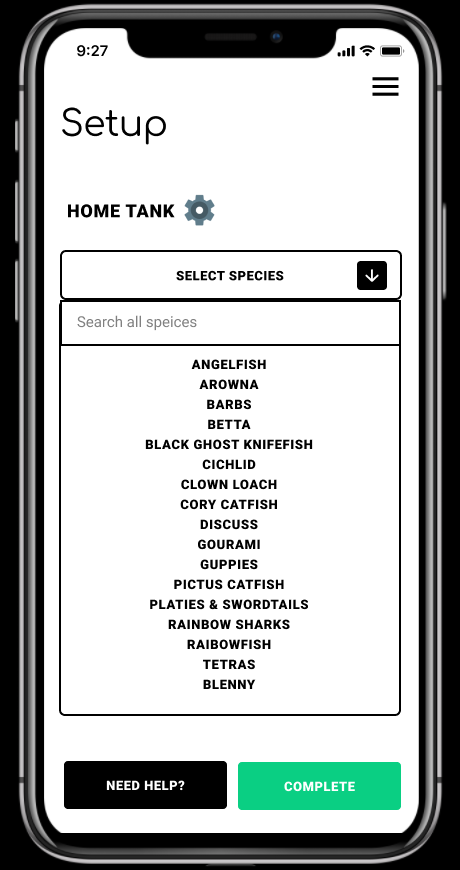 9:27
Setup
HOME TANK
SELECT SPECIES
Search all speices
ANGELFISH
AROWNA
BARBS
BETTA
BLACK GHOST KNIFEFISH
CICHLID
CLOWN LOACH
CORY CATFISH
DISCUSS
GOURAMI
GUPPIES
PICTUS CATFISH
PLATIES & SWORDTAILS
RAINBOW SHARKS
RAIBOWFISH
TETRAS
BLENNY
NEED HELP? COMPLETE